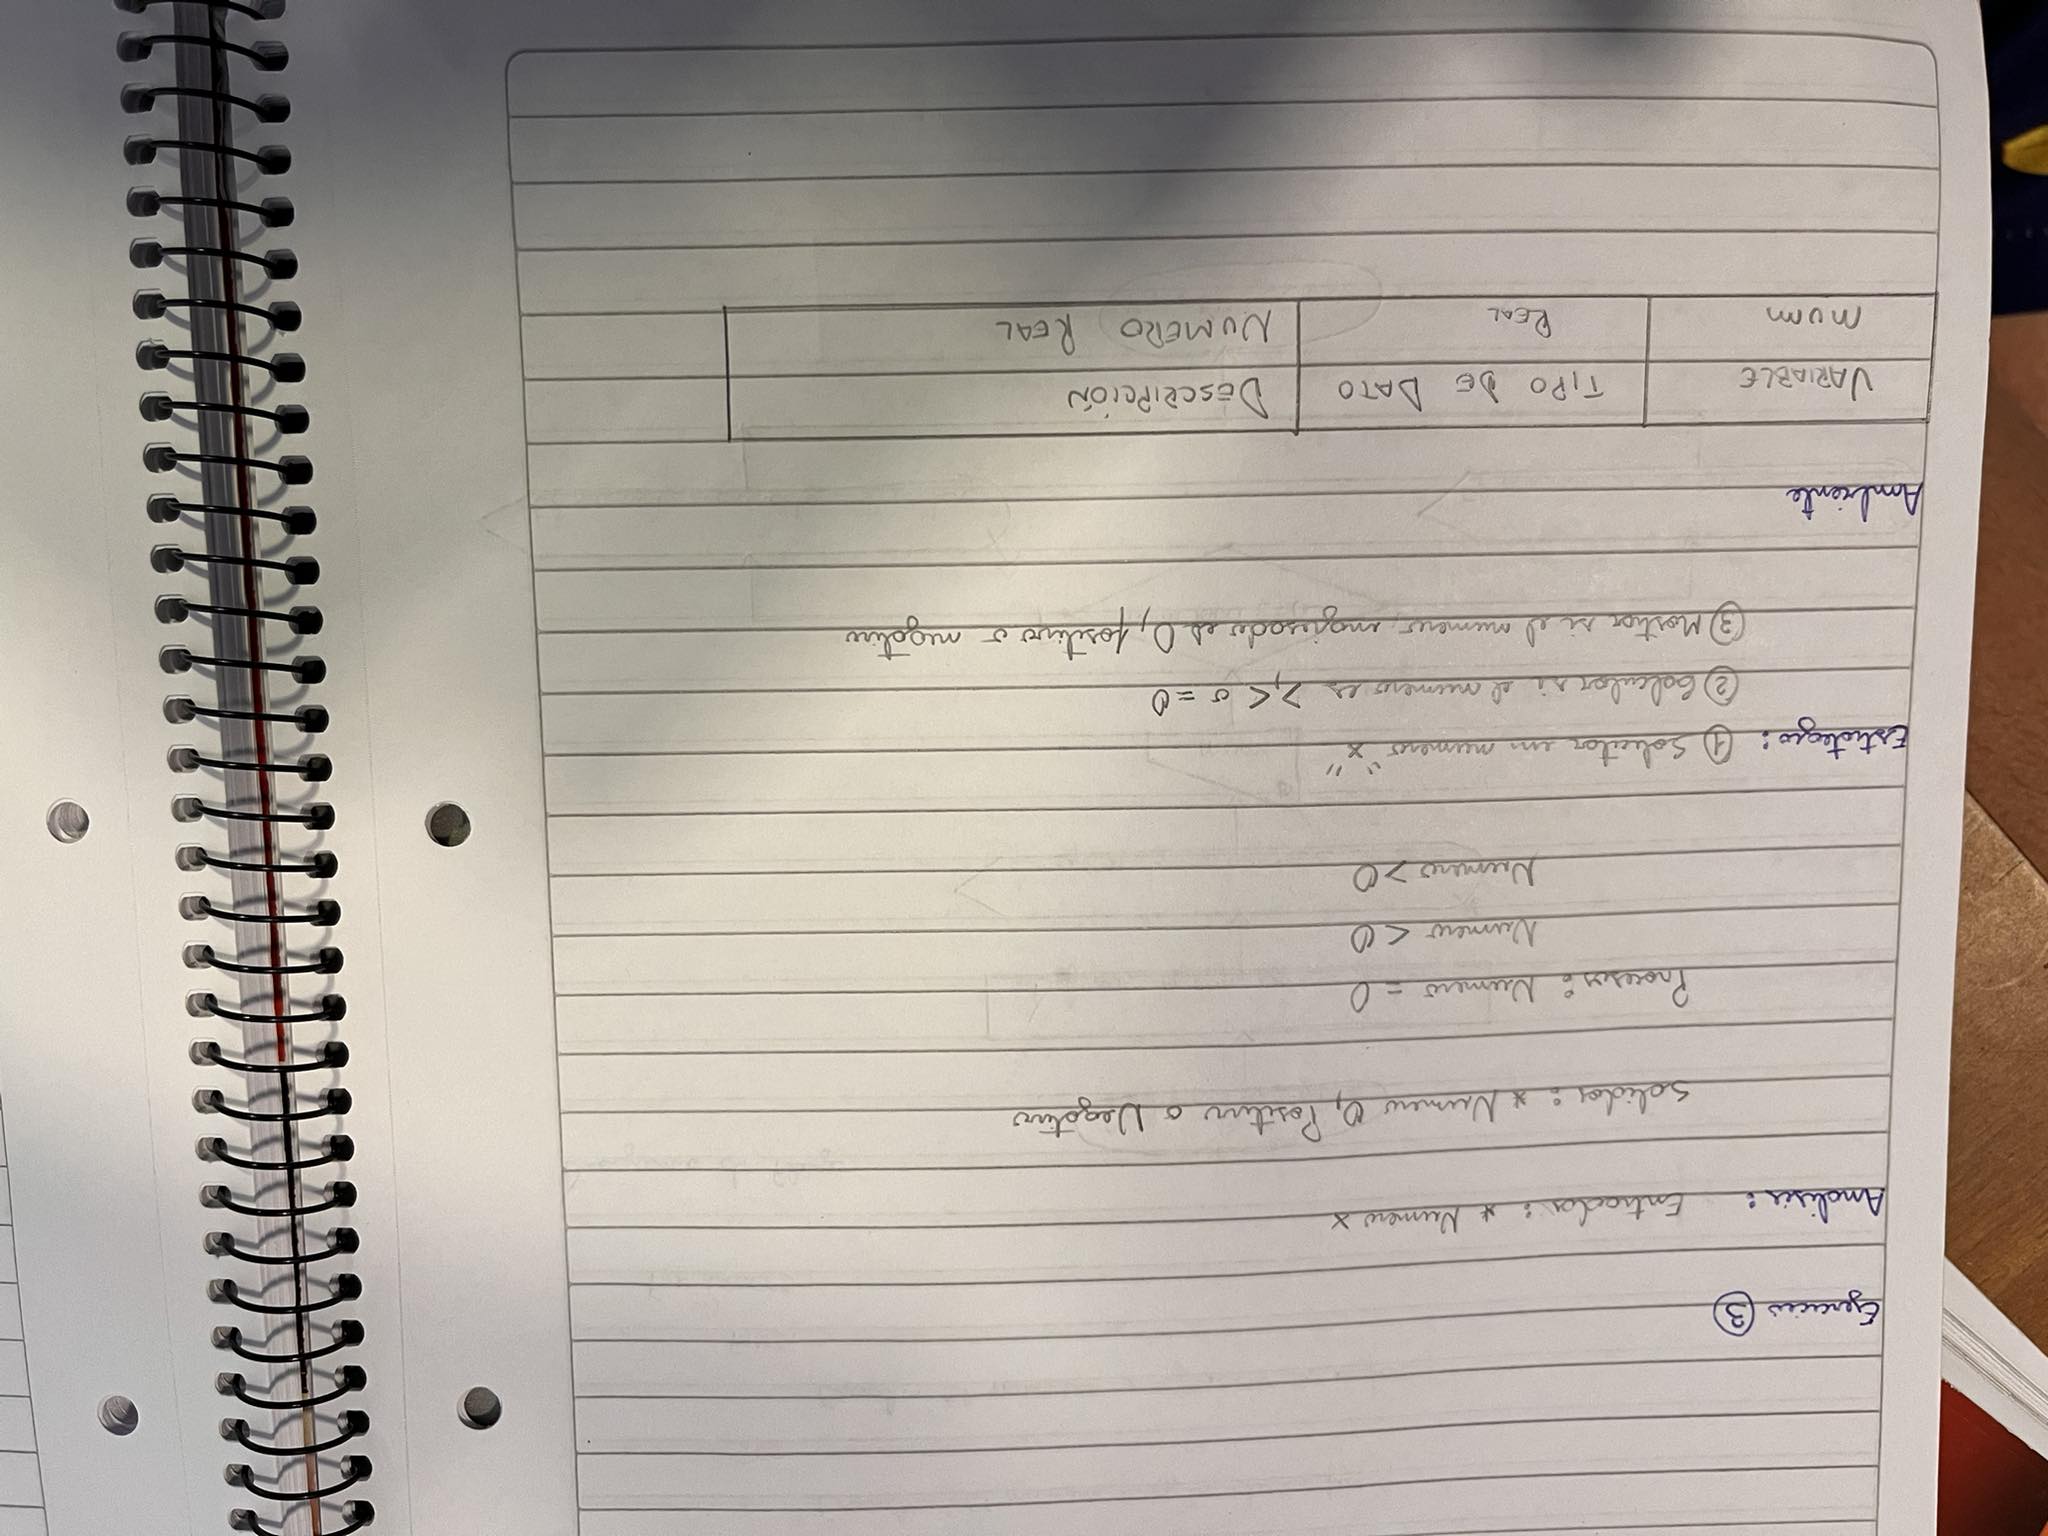 Ejercicio ③
Analisis: Entradas: * Numero x
Salidas: * Numero 0, Positivo o Negativo
Proceso: Numero = 0
Numero < 0
Numero > 0
Estrategia: ① Solicitar un numero "x"
② Calcular si el numero es >, < o = 0
③ Mostrar si el numero ingresado es 0, positivo o negativo
Ambiente
VARIABLE TIPO DE DATO DESCRIPCIÓN
num REAL NUMERO REAL